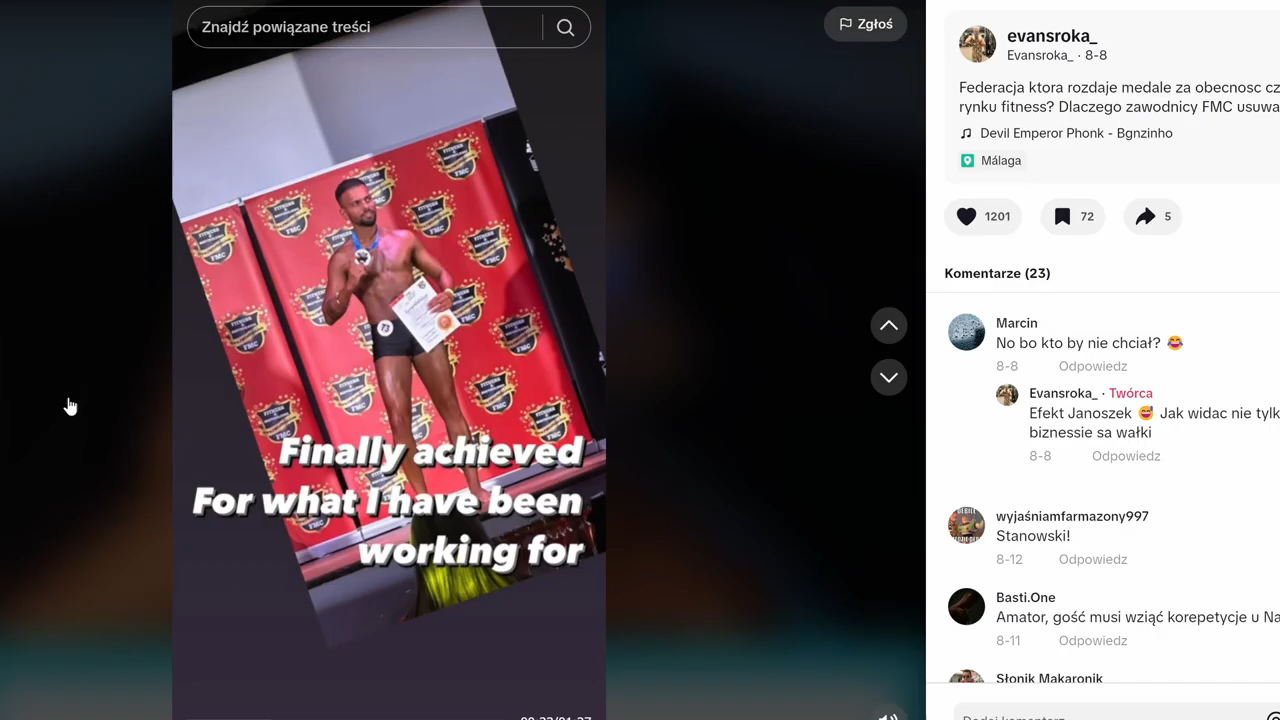 Znajdź powiązane treści
Zgłoś
Finally achieved
For what I have been
working for
evansroka_
Evansroka_ · 8-8
Federacja ktora rozdaje medale za obecnosc
rynku fitness? Dlaczego zawodnicy FMC
Devil Emperor Phonk - Bgnzinho
Málaga
1201
72
5
Komentarze (23)
Marcin
No bo kto by nie chciał? 😂
8-8 Odpowiedz
Evansroka_ · Twórca
Efekt Janoszek 😅 Jak widac nie
biznessie sa wałki
8-8 Odpowiedz
wyjaśniamfarmazony997
Stanowski!
8-12 Odpowiedz
Basti.One
Amator, gość musi wziąć korepetycje u
8-11 Odpowiedz
Słonik Makaronik
FMC
73